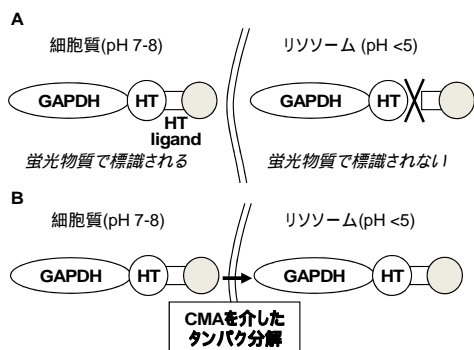 A
細胞質(pH 7-8)
リソソーム (pH <5)
GAPDH
HT
HT
ligand
GAPDH
HT
蛍光物質で標識される
蛍光物質で標識されない
B
細胞質(pH 7-8)
リソソーム(pH <5)
GAPDH
HT
GAPDH
HT
CMAを介した
タンパク分解